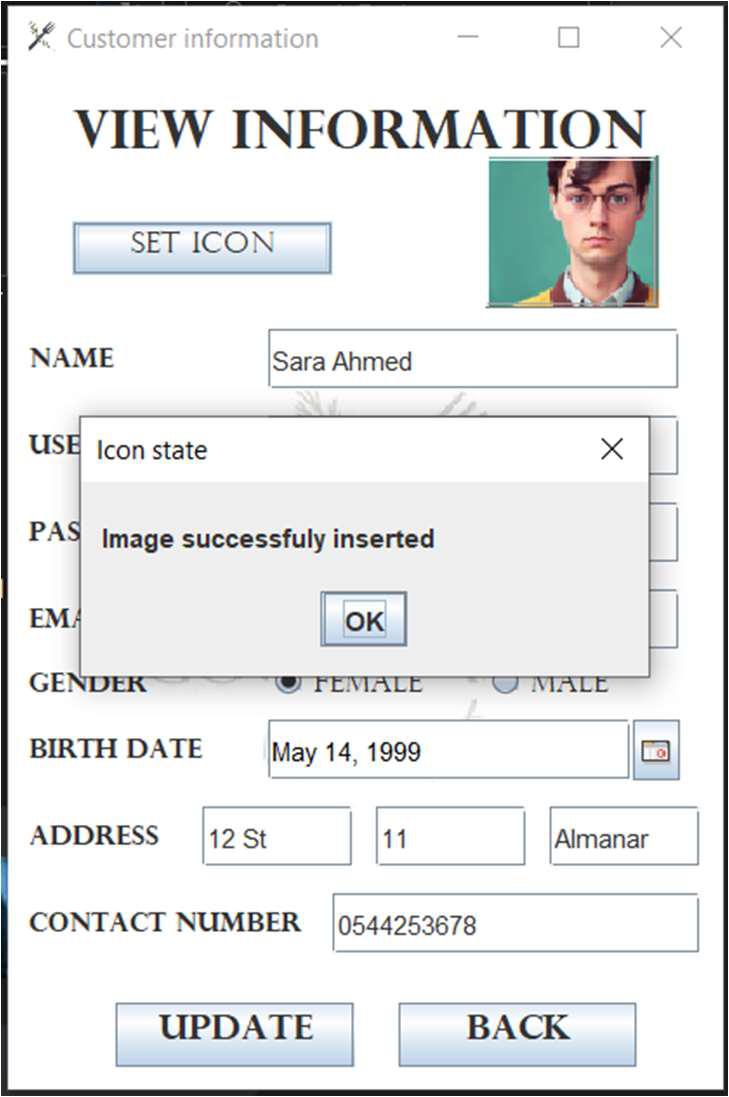 Customer information
VIEW INFORMATION
SET ICON
NAME Sara Ahmed
USE
Icon state
PAS
Image successfuly inserted
EMA
OK
GENDER FEMALE MALE
BIRTH DATE May 14, 1999
ADDRESS 12 St 11 Almanar
CONTACT NUMBER 0544253678
UPDATE BACK